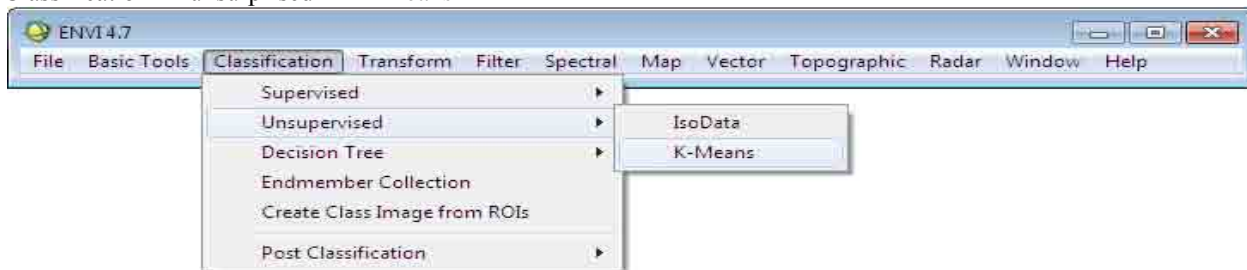 ENVI 4.7
File Basic Tools Classification Transform Filter Spectral Map Vector Topographic Radar Window Help
Supervised
Unsupervised
IsoData
Decision Tree
K-Means
Endmember Collection
Create Class Image from ROIs
Post Classification